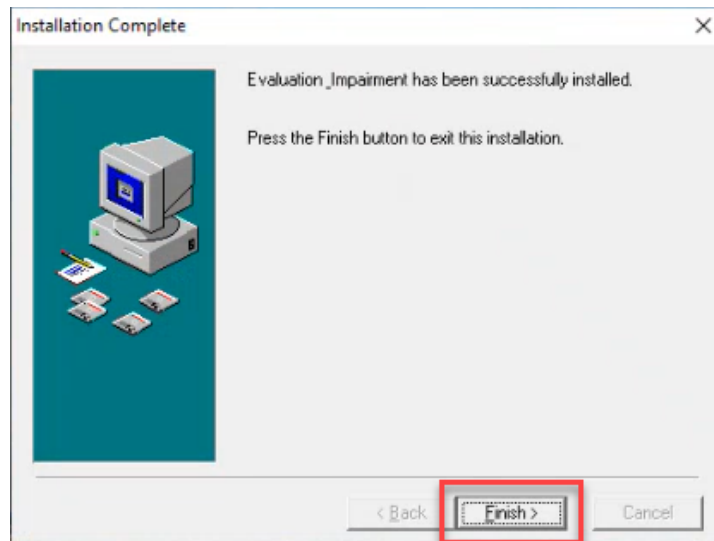 Installation Complete
Evaluation_Impairment has been successfully installed.
Press the Finish button to exit this installation.
< Back
Finish >
Cancel